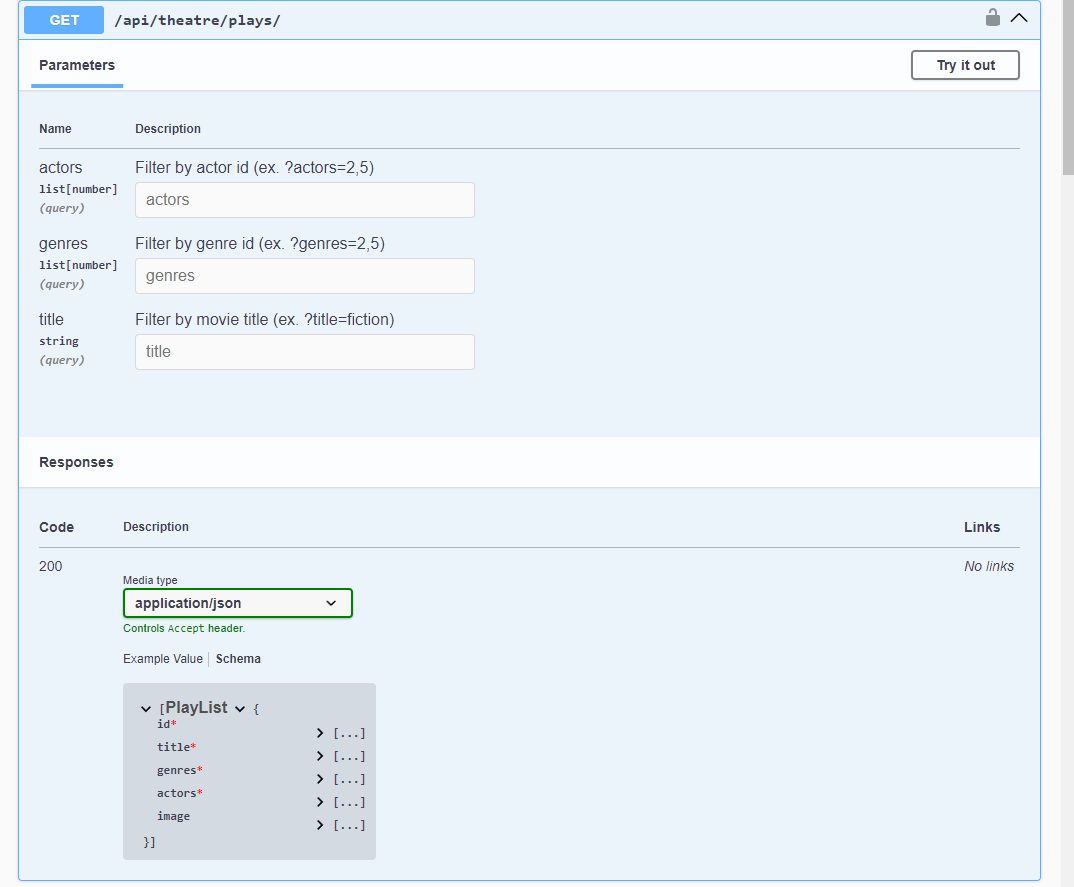 GET /api/theatre/plays/
Parameters
Try it out
Name Description
actors Filter by actor id (ex. ?actors=2,5)
list[number]
(query)
actors
genres Filter by genre id (ex. ?genres=2,5)
list[number]
(query)
genres
title Filter by movie title (ex. ?title=fiction)
string
(query)
title
Responses
Code Description Links
200 No links
Media type
application/json
Controls Accept header.
Example Value Schema
[PlayList {
id* [...]
title* [...]
genres* [...]
actors* [...]
image [...]
}]